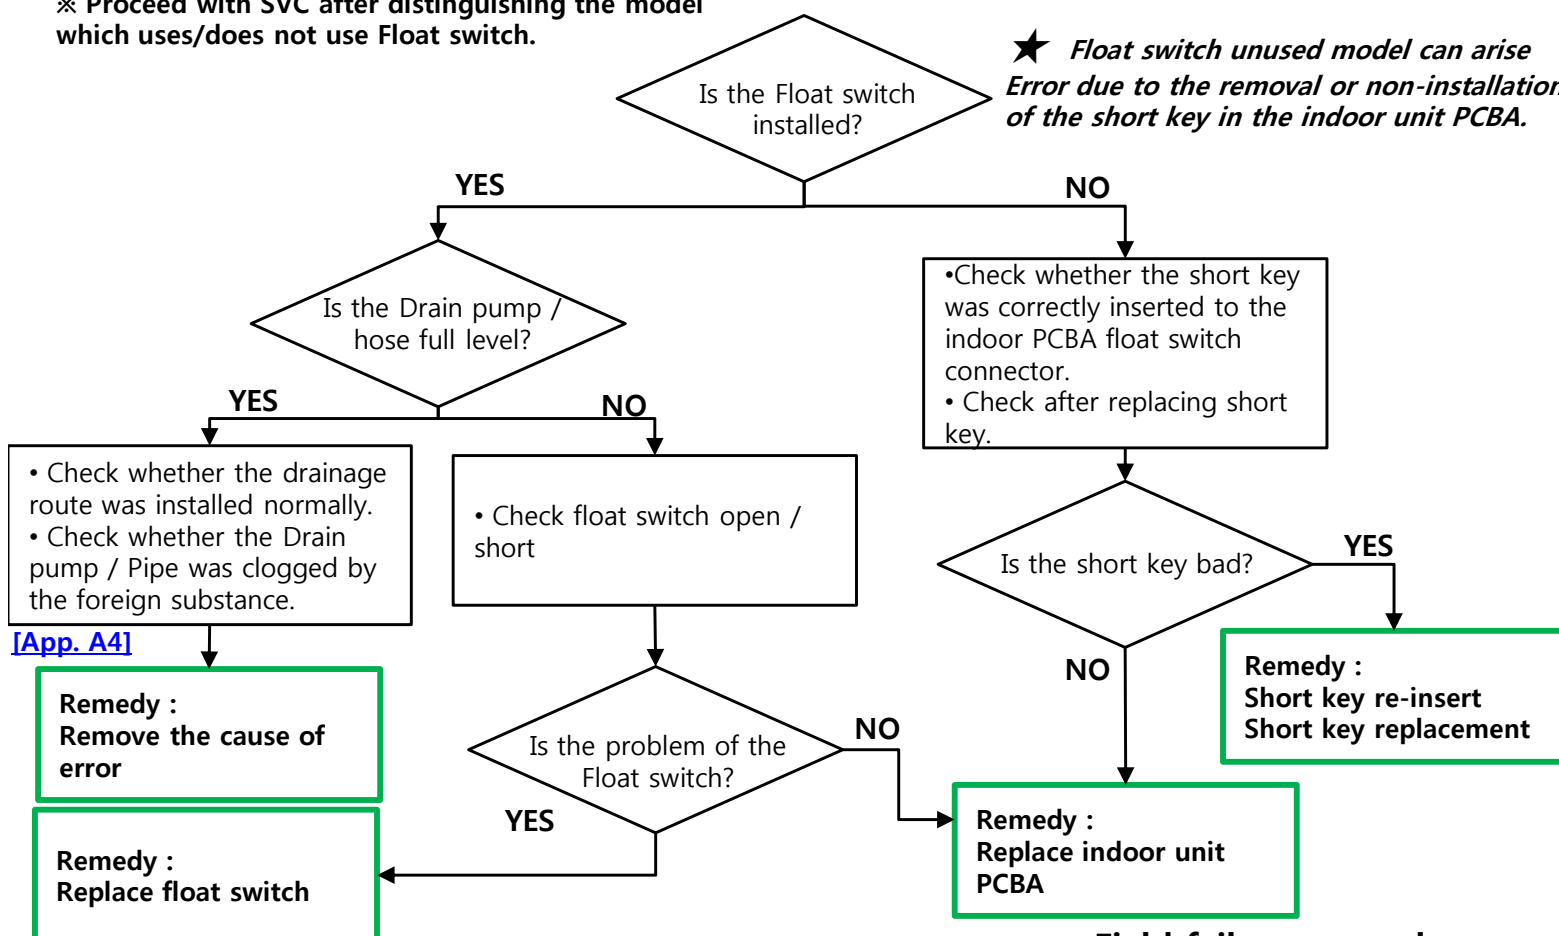 ※ Proceed with SVC after distinguishing the model
which uses/does not use Float switch.
★ Float switch unused model can arise
Error due to the removal or non-installation
of the short key in the indoor unit PCBA.
Is the Float switch
installed?
YES
NO
Is the Drain pump /
hose full level?
•Check whether the short key
was correctly inserted to the
indoor PCBA float switch
connector.
• Check after replacing short
key.
YES
NO
• Check whether the drainage
route was installed normally.
• Check whether the Drain
pump / Pipe was clogged by
the foreign substance.
• Check float switch open /
short
Is the short key bad?
YES
NO
[App. A4]
Remedy :
Remove the cause of
error
Remedy :
Short key re-insert
Short key replacement
Is the problem of the
Float switch?
NO
YES
Remedy :
Replace float switch
Remedy :
Replace indoor unit
PCBA